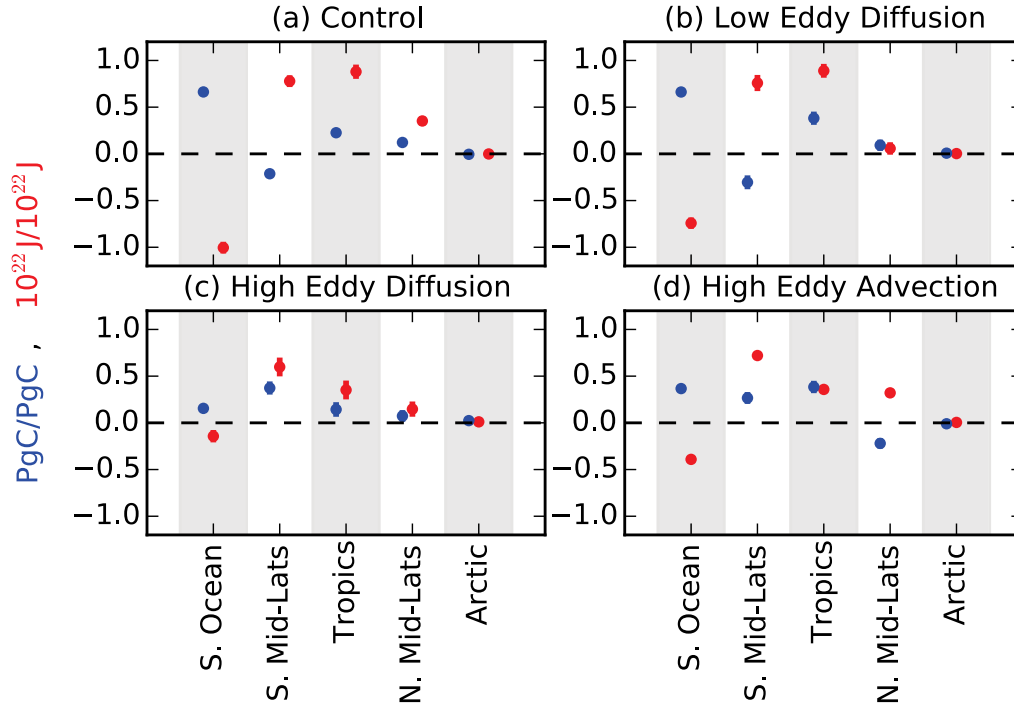 (a) Control
(b) Low Eddy Diffusion
1.0
0.5
0.0
−0.5
−1.0
1.0
0.5
0.0
−0.5
−1.0
(c) High Eddy Diffusion
(d) High Eddy Advection
1.0
0.5
0.0
−0.5
−1.0
1.0
0.5
0.0
−0.5
−1.0
PgC/PgC , 10²² J/10²² J
S. Ocean
S. Mid-Lats
Tropics
N. Mid-Lats
Arctic
S. Ocean
S. Mid-Lats
Tropics
N. Mid-Lats
Arctic